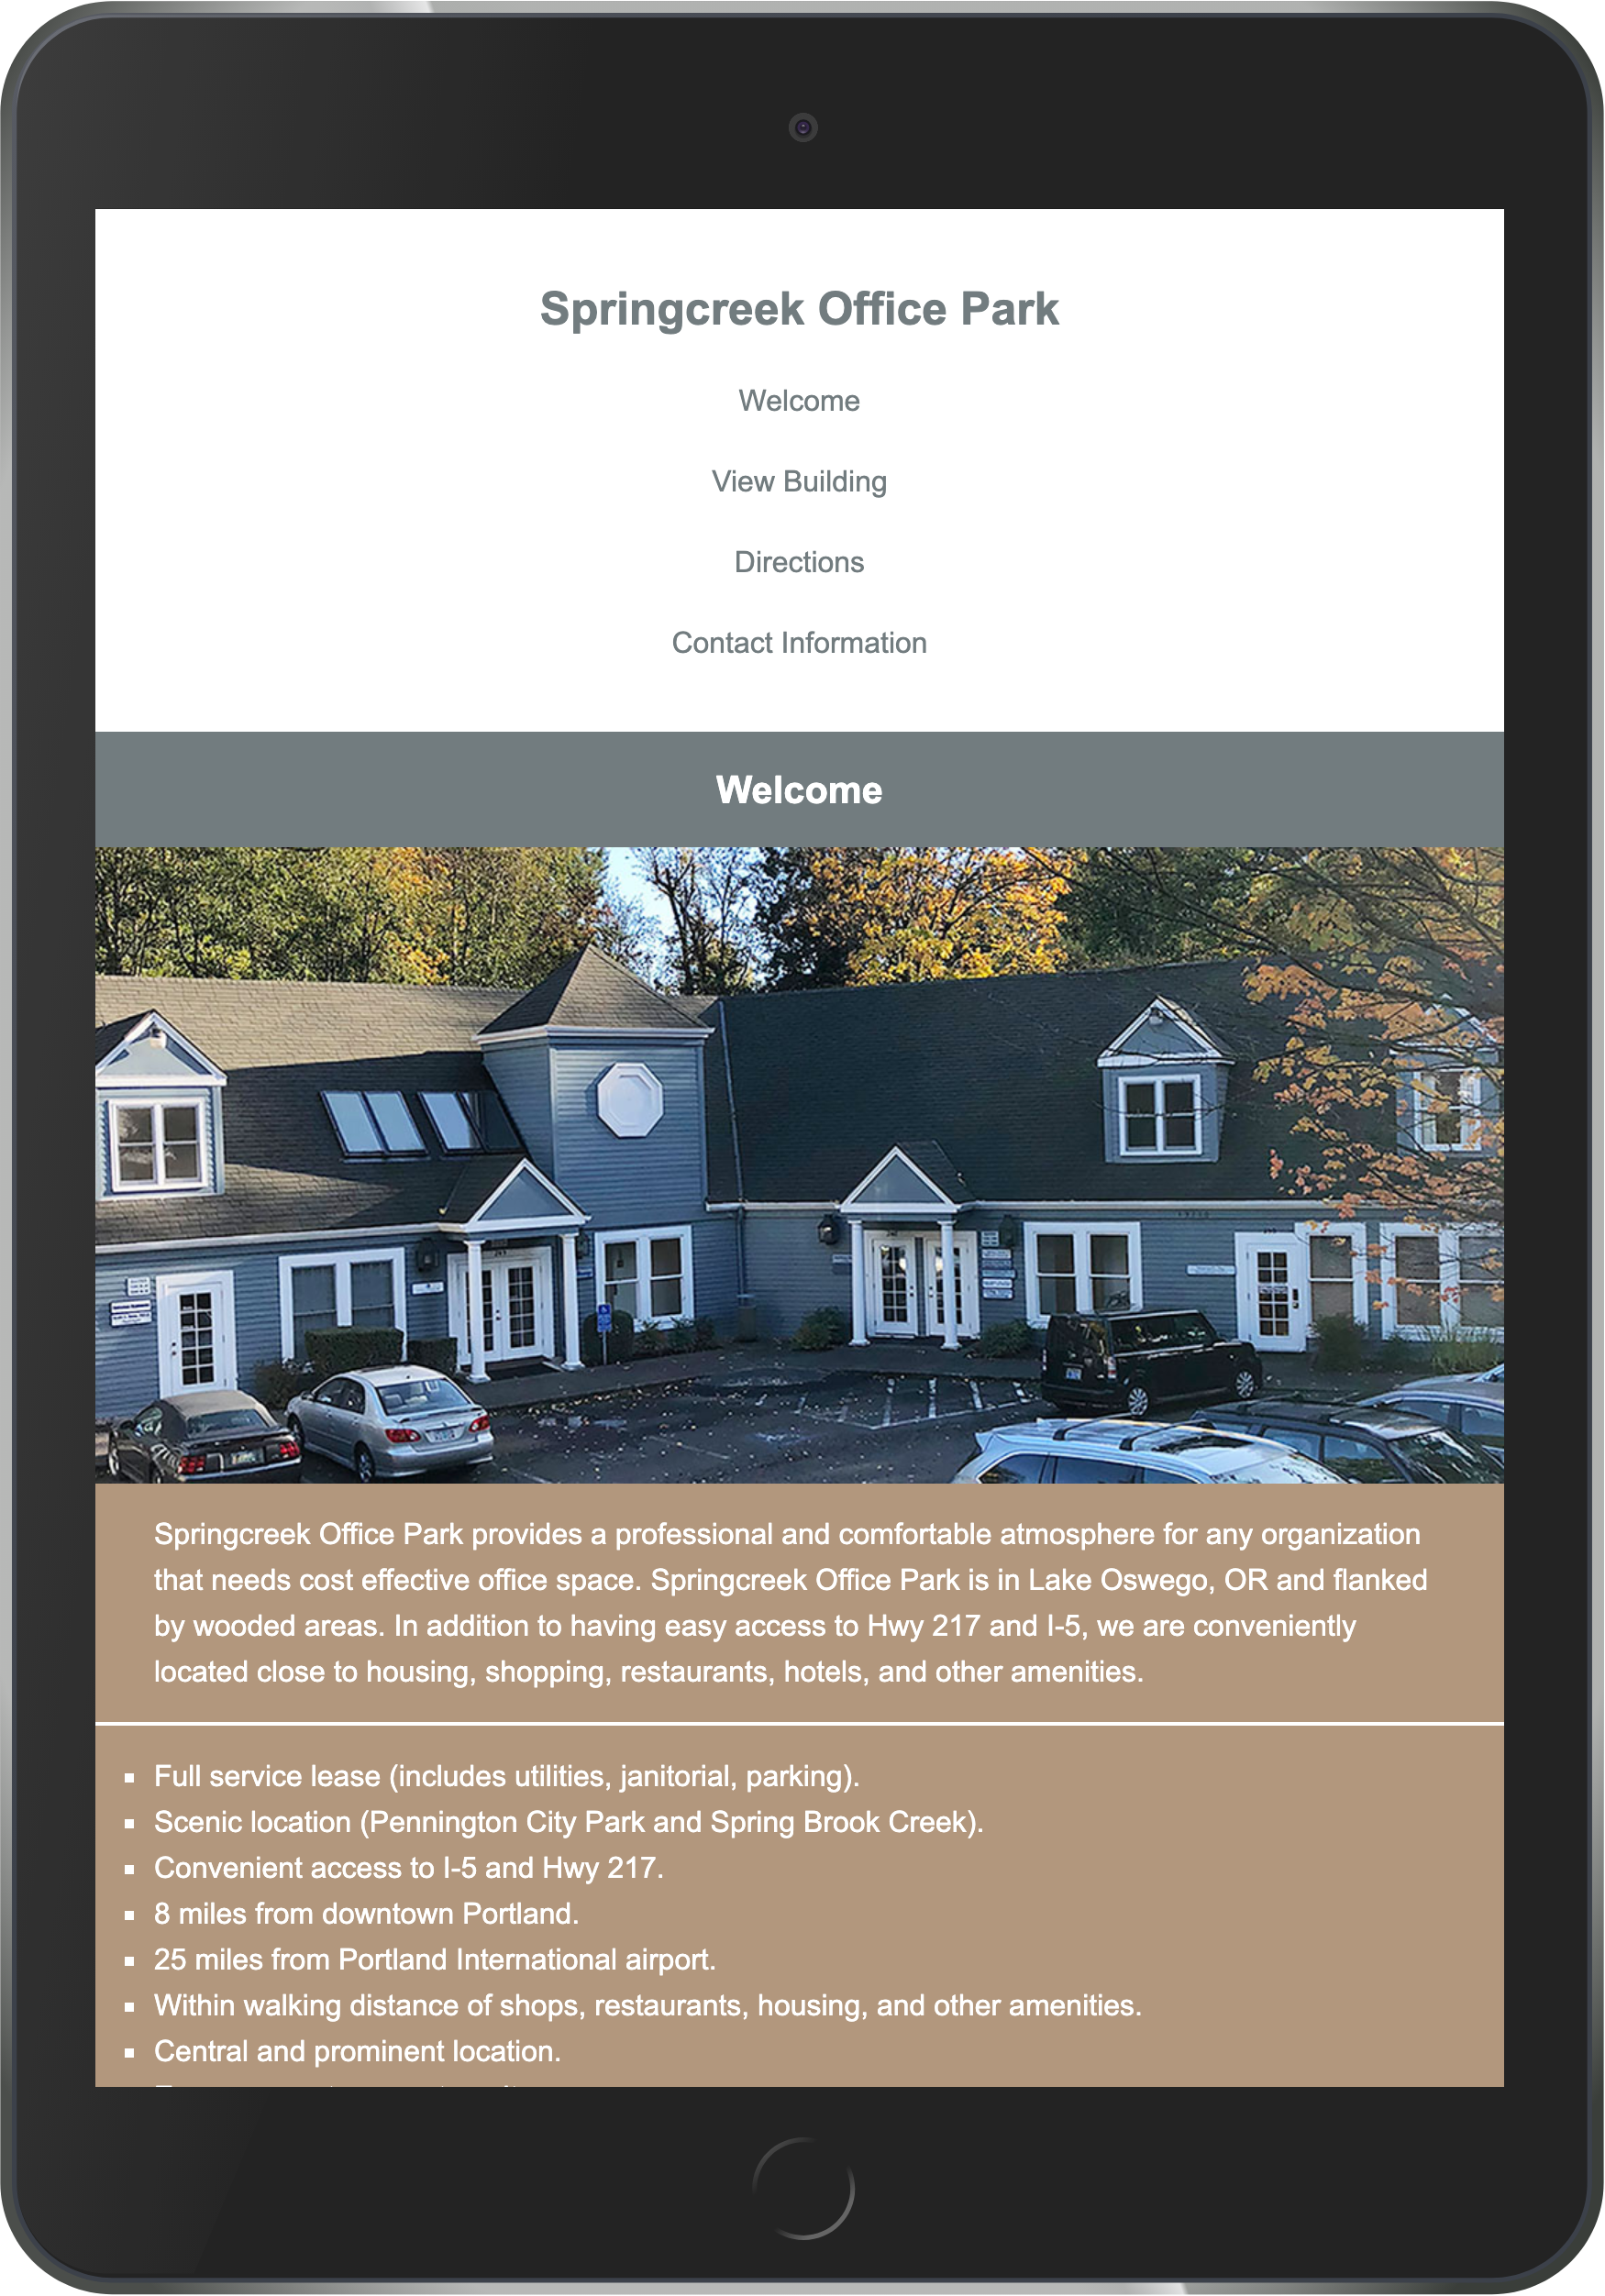 Springcreek Office Park
Welcome
View Building
Directions
Contact Information
Welcome
Springcreek Office Park provides a professional and comfortable atmosphere for any organization
that needs cost effective office space. Springcreek Office Park is in Lake Oswego, OR and flanked
by wooded areas. In addition to having easy access to Hwy 217 and I-5, we are conveniently
located close to housing, shopping, restaurants, hotels, and other amenities.
Full service lease (includes utilities, janitorial, parking).
Scenic location (Pennington City Park and Spring Brook Creek).
Convenient access to I-5 and Hwy 217.
8 miles from downtown Portland.
25 miles from Portland International airport.
Within walking distance of shops, restaurants, housing, and other amenities.
Central and prominent location.